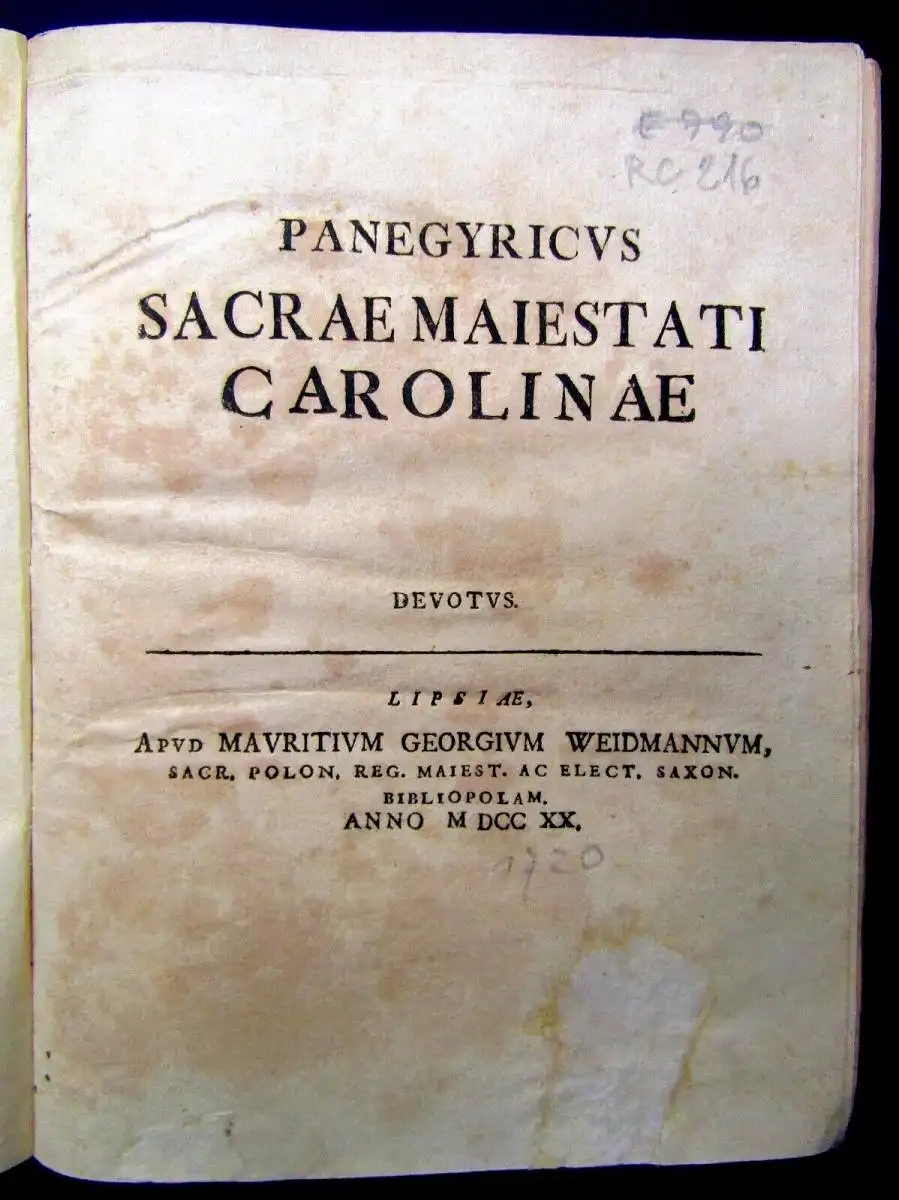 E 790
RC 216
PANEGYRICVS
SACRAE MAIESTATI
CAROLINAE
DEVOTVS.
LIPSIAE,
APVD MAVRITIVM GEORGIVM WEIDMANNVM,
SACR. POLON. REG. MAIEST. AC ELECT. SAXON.
BIBLIOPOLAM.
ANNO M DCC XX.
1720